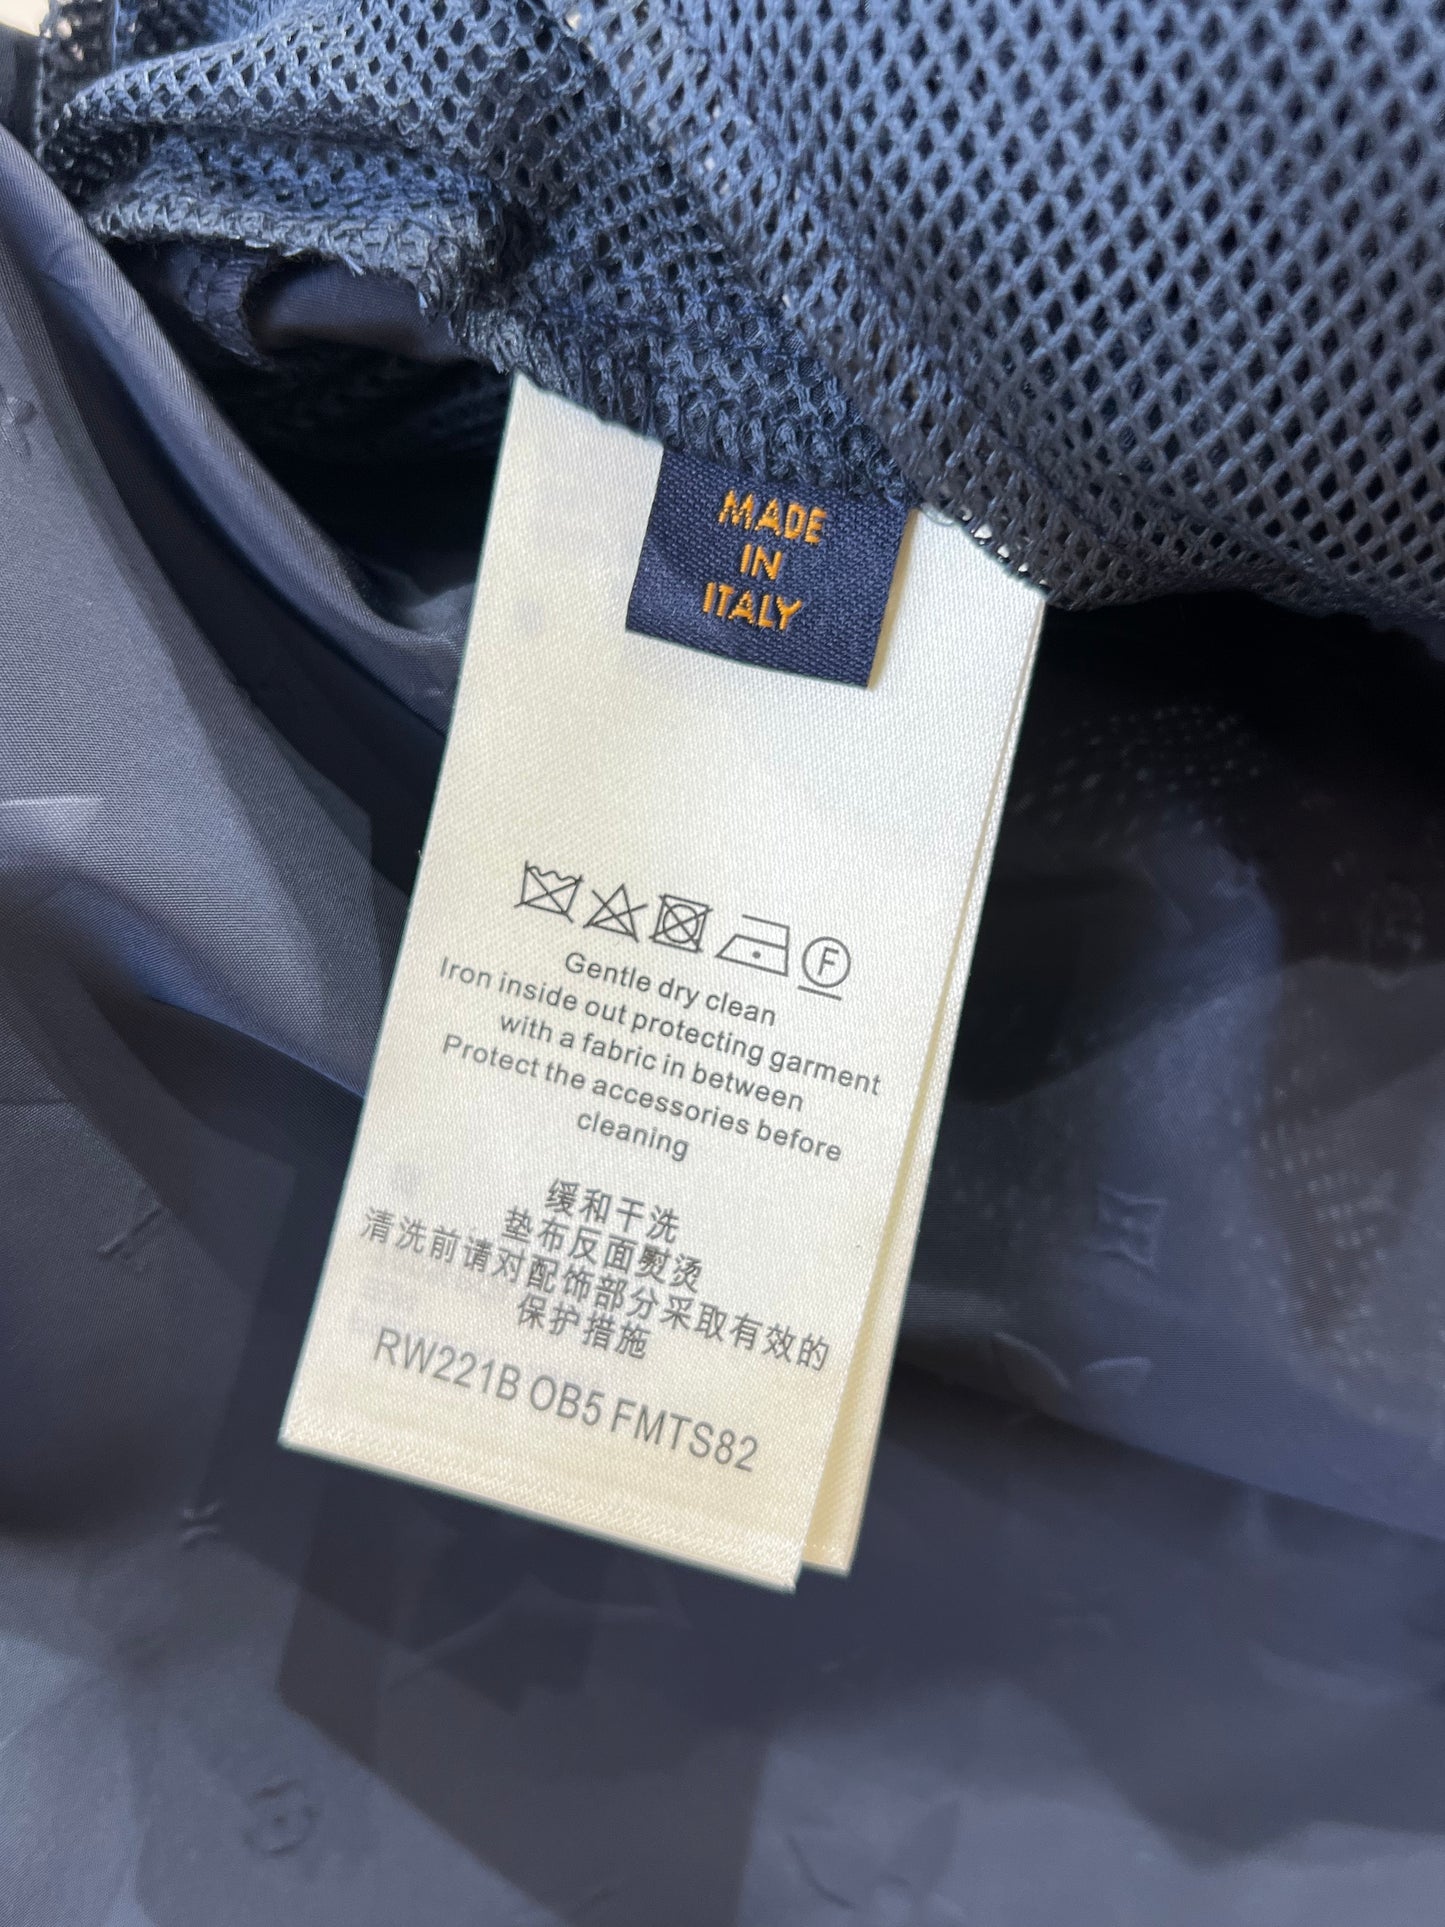 MADE
IN
ITALY
F
Gentle dry clean
Iron inside out protecting garment
with a fabric in between
Protect the accessories before
cleaning
缓和干洗
垫布反面熨烫
清洗前请对配饰部分采取有效的
保护措施
RW221B OB5 FMTS82